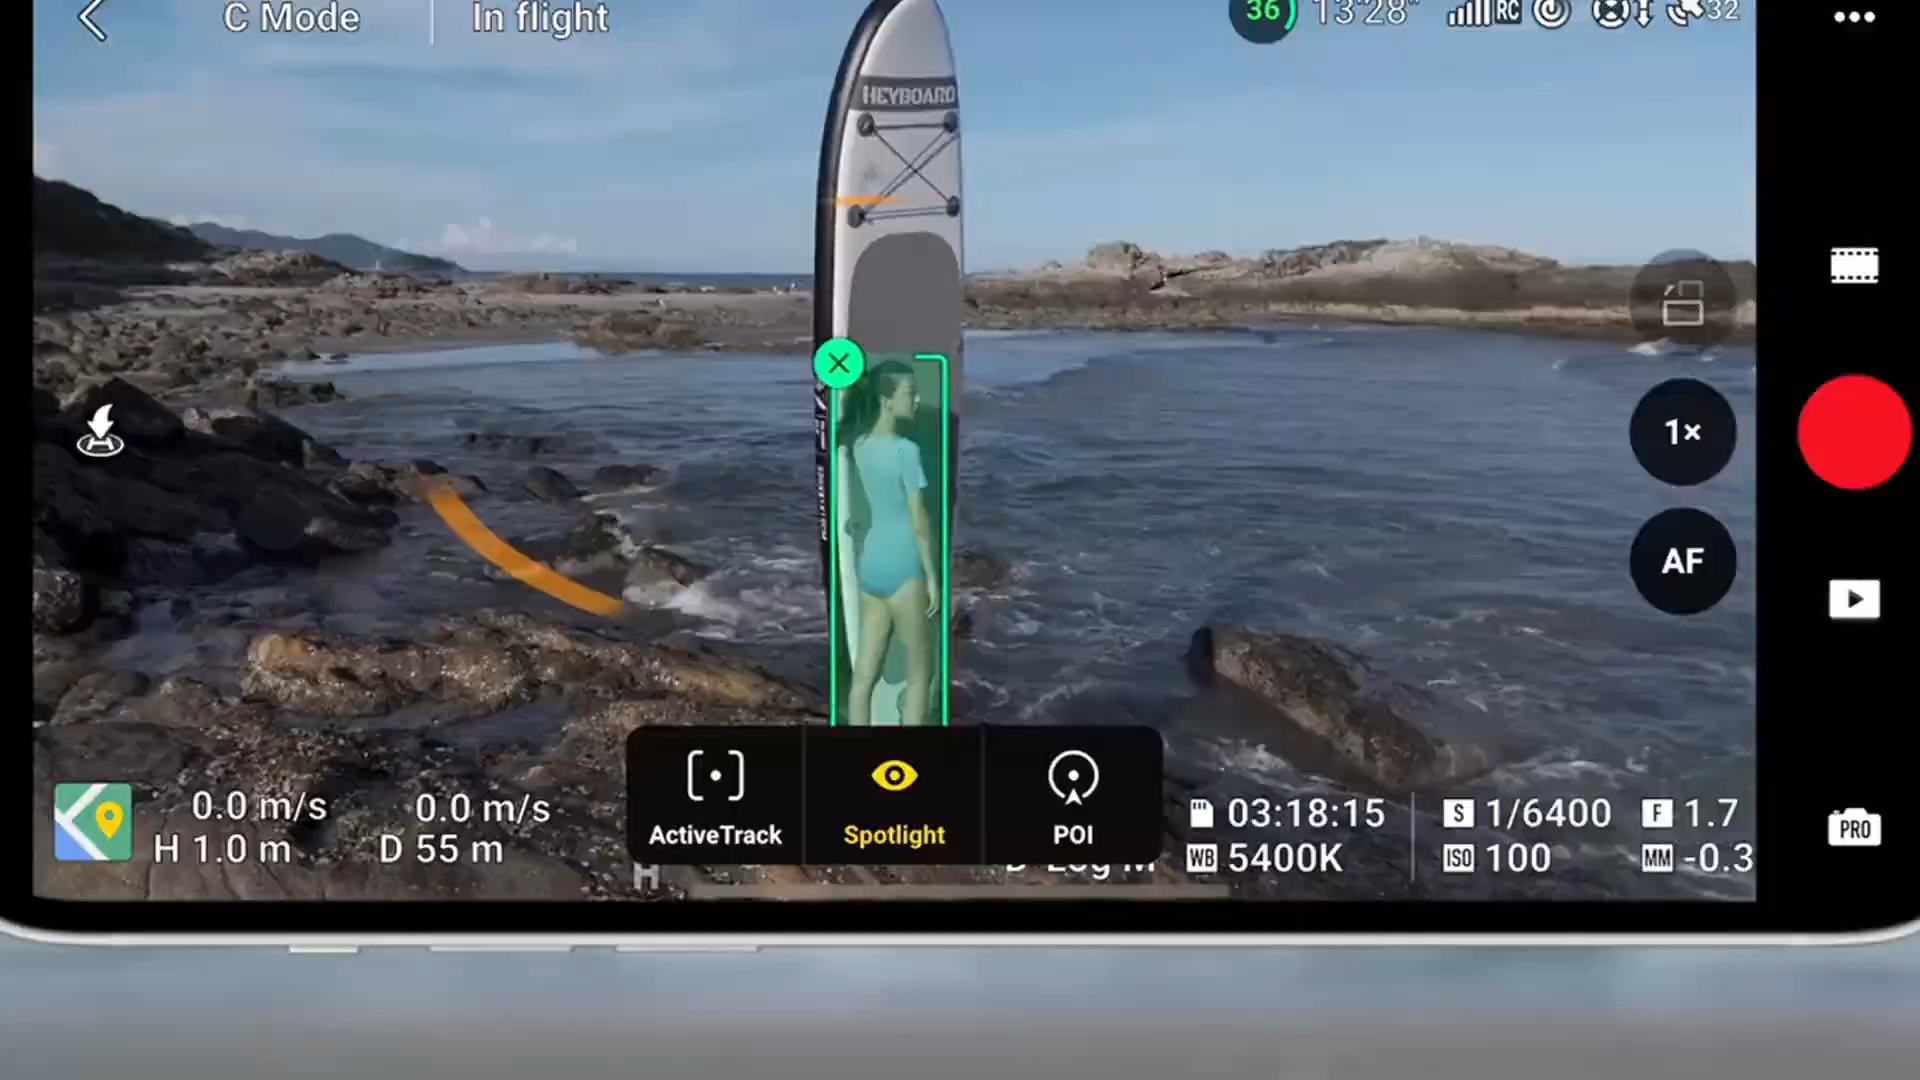 C Mode
In flight
36
13'28"
RC
32
HEYBOARD
1×
AF
0.0 m/s
0.0 m/s
H 1.0 m
D 55 m
ActiveTrack
Spotlight
POI
03:18:15
S 1/6400
F 1.7
WB 5400K
ISO 100
MM -0.3
PRO
H